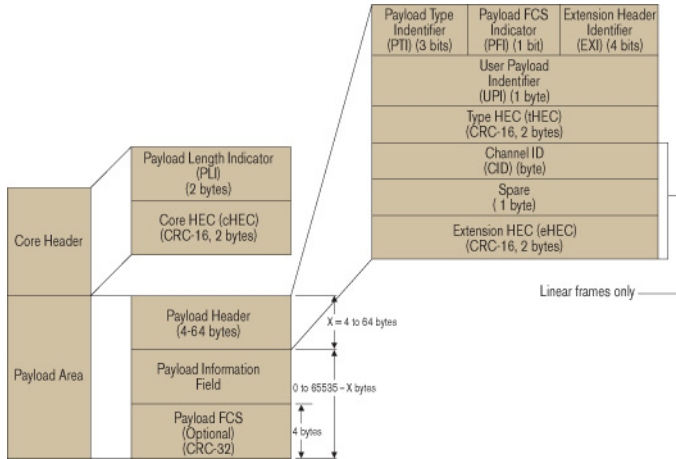 Payload Type
Indentifier
(PTI) (3 bits)
Payload FCS
Indicator
(PFI) (1 bit)
Extension Header
Identifier
(EXI) (4 bits)
User Payload
Indentifier
(UPI) (1 byte)
Type HEC (tHEC)
(CRC-16, 2 bytes)
Channel ID
(CID) (byte)
Spare
( 1 byte)
Extension HEC (eHEC)
(CRC-16, 2 bytes)
Linear frames only
Payload Length Indicator
(PLI)
(2 bytes)
Core HEC (cHEC)
(CRC-16, 2 bytes)
Core Header
Payload Area
Payload Header
(4-64 bytes)
X = 4 to 64 bytes
Payload Information
Field
0 to 65535 – X bytes
Payload FCS
(Optional)
(CRC-32)
4 bytes